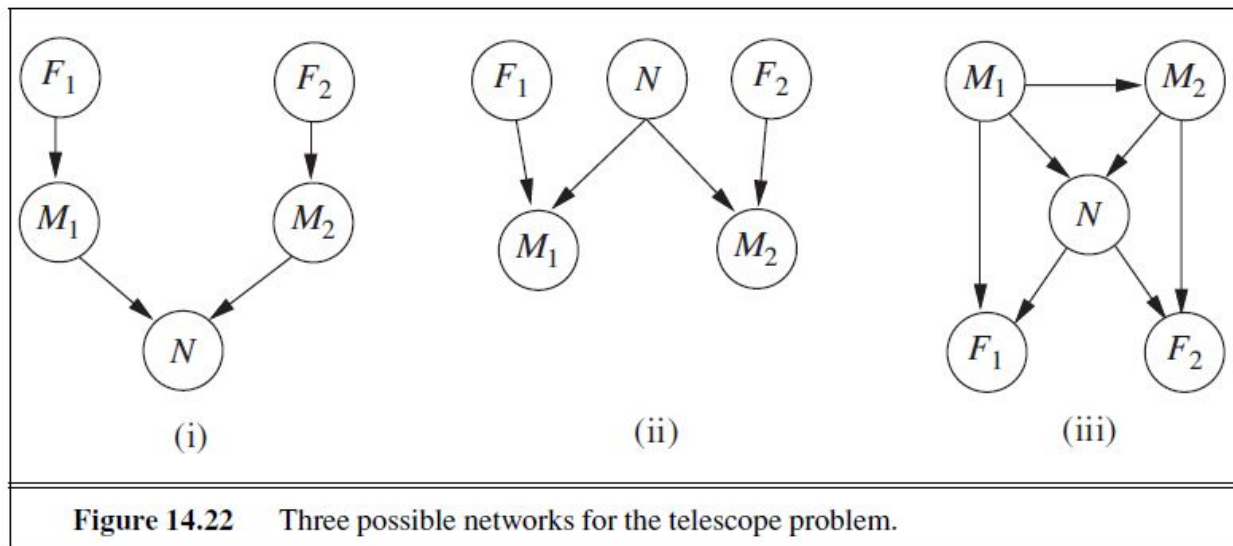 F1 F2
M1 M2
N
(i)
F1 N F2
M1 M2
(ii)
M1 M2
N
F1 F2
(iii)
Figure 14.22 Three possible networks for the telescope problem.